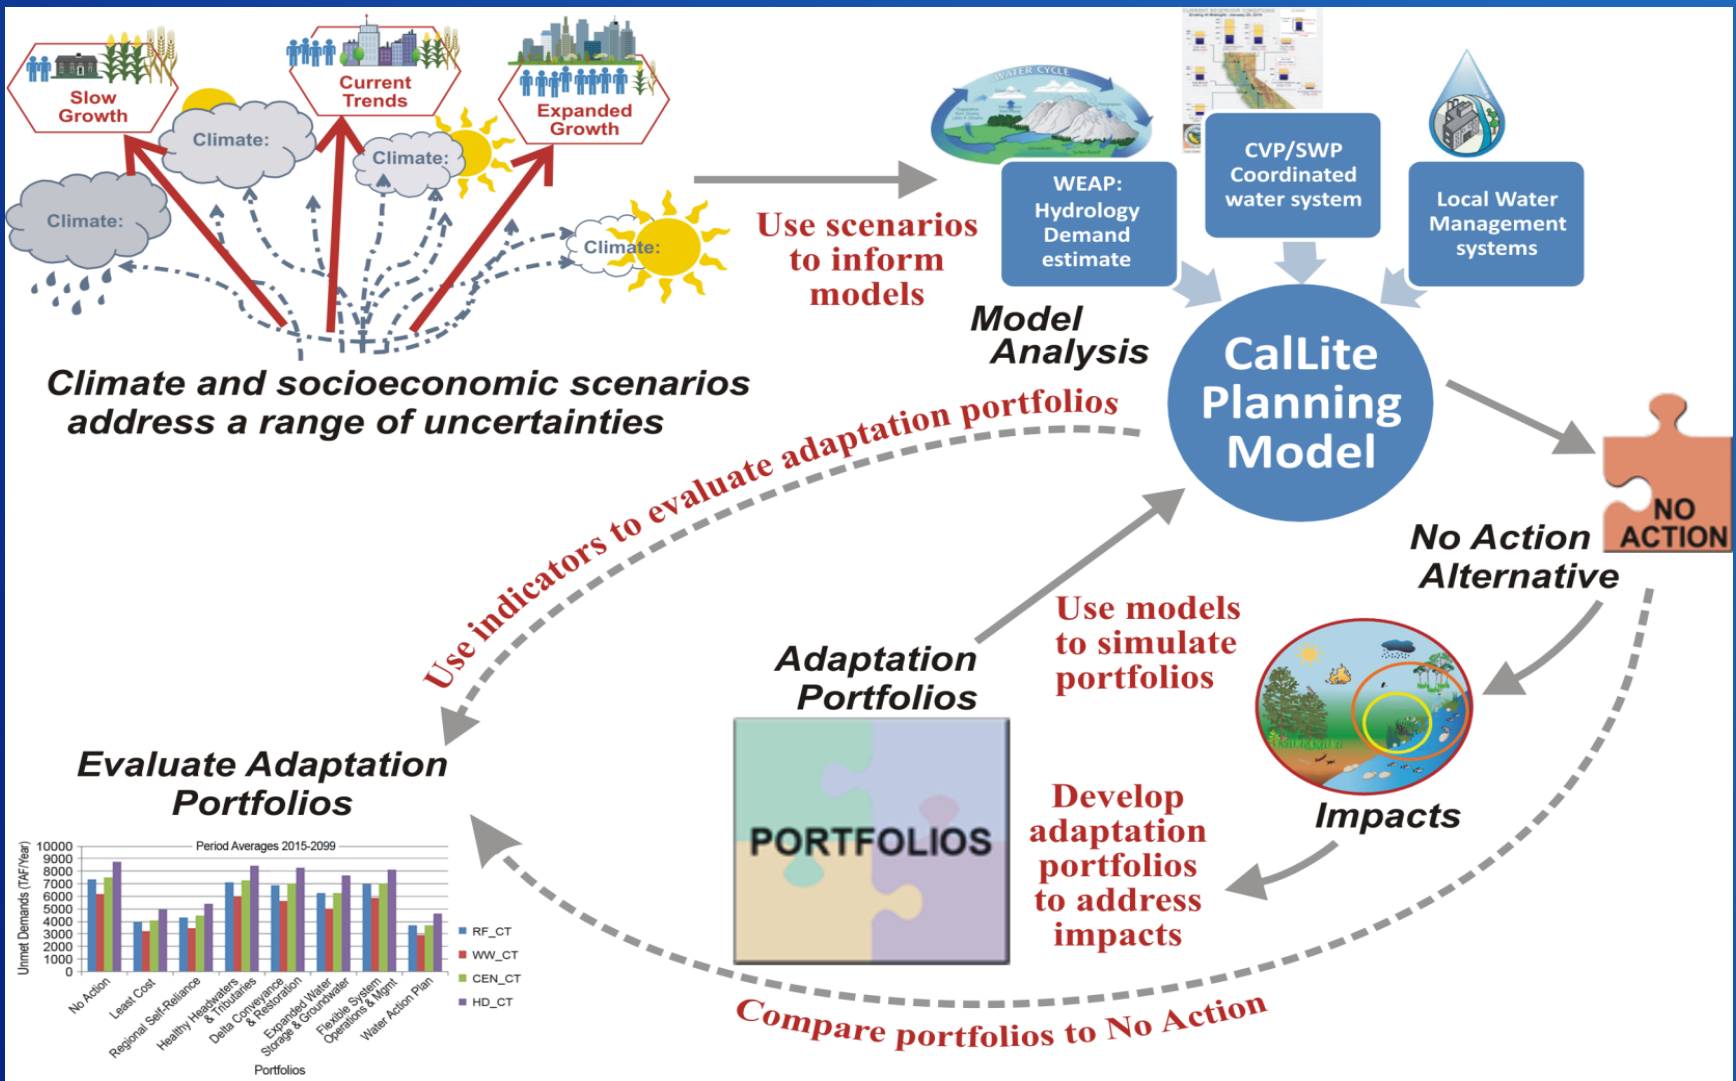 Slow
Growth
Current
Trends
Expanded
Growth
Climate:
Climate:
Climate:
Climate:
Climate and socioeconomic scenarios
address a range of uncertainties
Use scenarios
to inform
models
WATER CYCLE
CURRENT RESERVOIR CONDITIONS
WEAP:
Hydrology
Demand
estimate
CVP/SWP
Coordinated
water system
Local Water
Management
systems
Model
Analysis
CalLite
Planning
Model
NO
ACTION
No Action
Alternative
Use indicators to evaluate adaptation portfolios
Use models
to simulate
portfolios
Adaptation
Portfolios
PORTFOLIOS
Impacts
Develop
adaptation
portfolios
to address
impacts
Compare portfolios to No Action
Evaluate Adaptation
Portfolios
Period Averages 2015-2099
Unmet Demands (TAF/Year)
10000
9000
8000
7000
6000
5000
4000
3000
2000
1000
0
RF_CT
WW_CT
CEN_CT
HD_CT
No Action
Least Cost
Regional Self-Reliance
Healthy Headwaters
& Tributaries
Delta Conveyance
& Restoration
Expanded Water
Storage & Groundwater
Flexible System
Operations & Mgmt
Water Action Plan
Portfolios